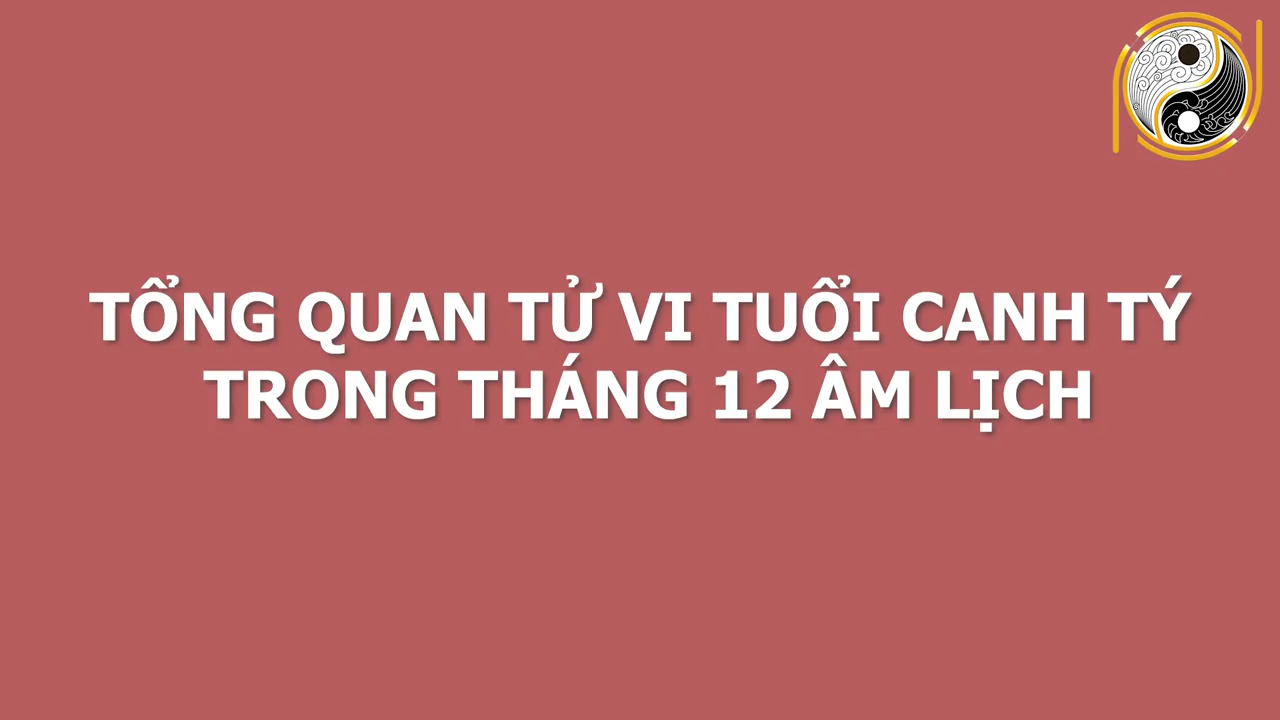 TỔNG QUAN TỬ VI TUỔI CANH TÝ
TRONG THÁNG 12 ÂM LỊCH